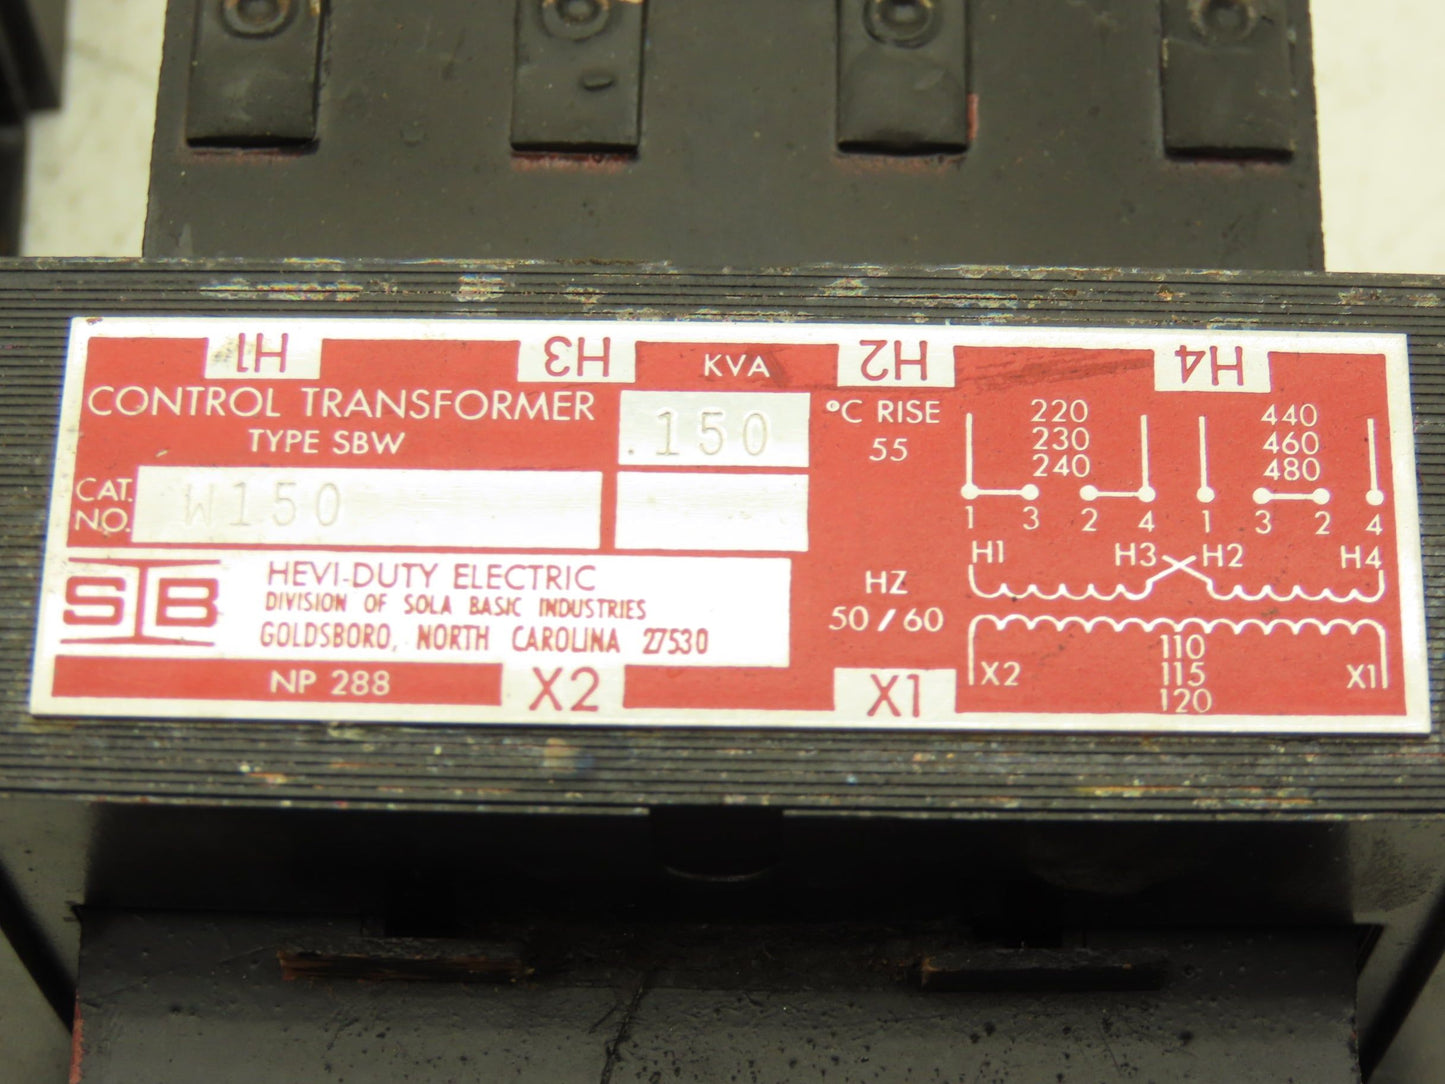 H1 H3 KVA H2 H4
CONTROL TRANSFORMER
TYPE SBW
.150
°C RISE
55
CAT. NO.
W150
SB
HEVI-DUTY ELECTRIC
DIVISION OF SOLA BASIC INDUSTRIES
GOLDSBORO, NORTH CAROLINA 27530
HZ
50/60
NP 288
X2
X1
220 440
230 460
240 480
1 3 2 4 1 3 2 4
H1 H3 H2 H4
110
X2 115 X1
120